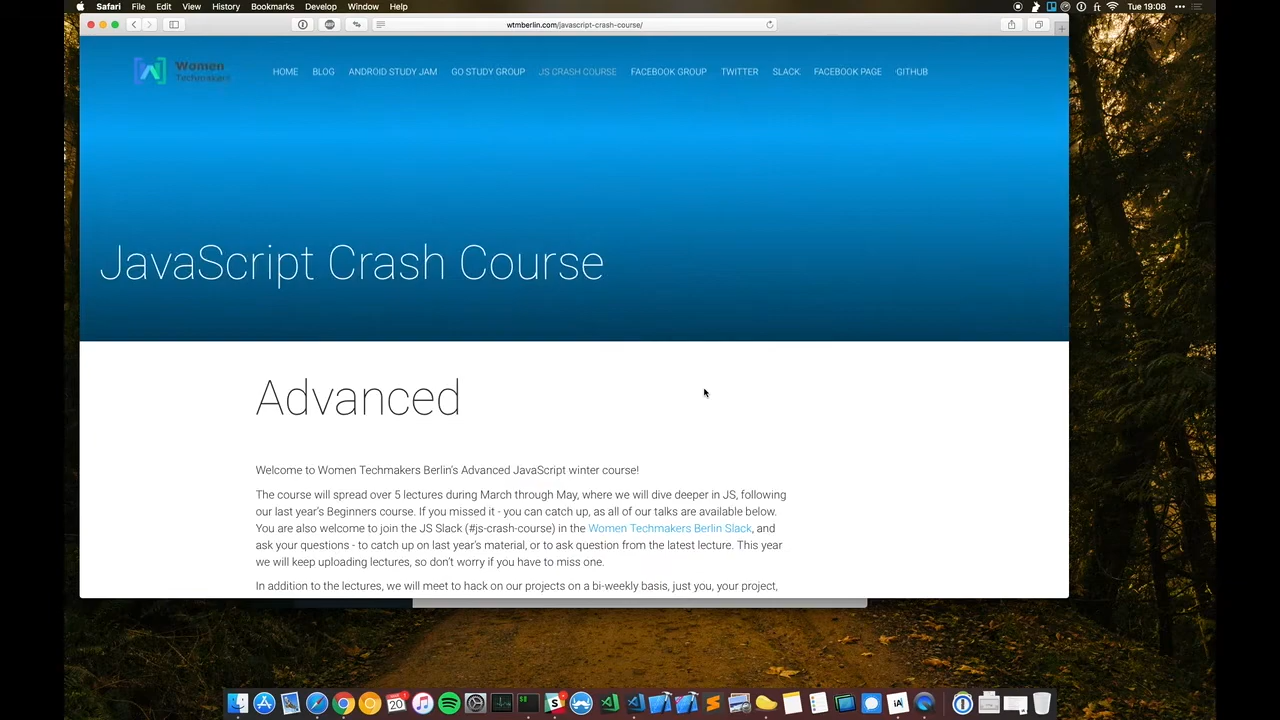 Safari File Edit View History Bookmarks Develop Window Help Tue 19:08
wtmberlin.com/javascript-crash-course/
Women
Techmakers
HOME BLOG ANDROID STUDY JAM GO STUDY GROUP JS CRASH COURSE FACEBOOK GROUP TWITTER SLACK FACEBOOK PAGE GITHUB
JavaScript Crash Course
Advanced
Welcome to Women Techmakers Berlin's Advanced JavaScript winter course!
The course will spread over 5 lectures during March through May, where we will dive deeper in JS, following
our last year's Beginners course. If you missed it - you can catch up, as all of our talks are available below.
You are also welcome to join the JS Slack (#js-crash-course) in the Women Techmakers Berlin Slack, and
ask your questions - to catch up on last year's material, or to ask question from the latest lecture. This year
we will keep uploading lectures, so don't worry if you have to miss one.
In addition to the lectures, we will meet to hack on our projects on a bi-weekly basis, just you, your project,
20